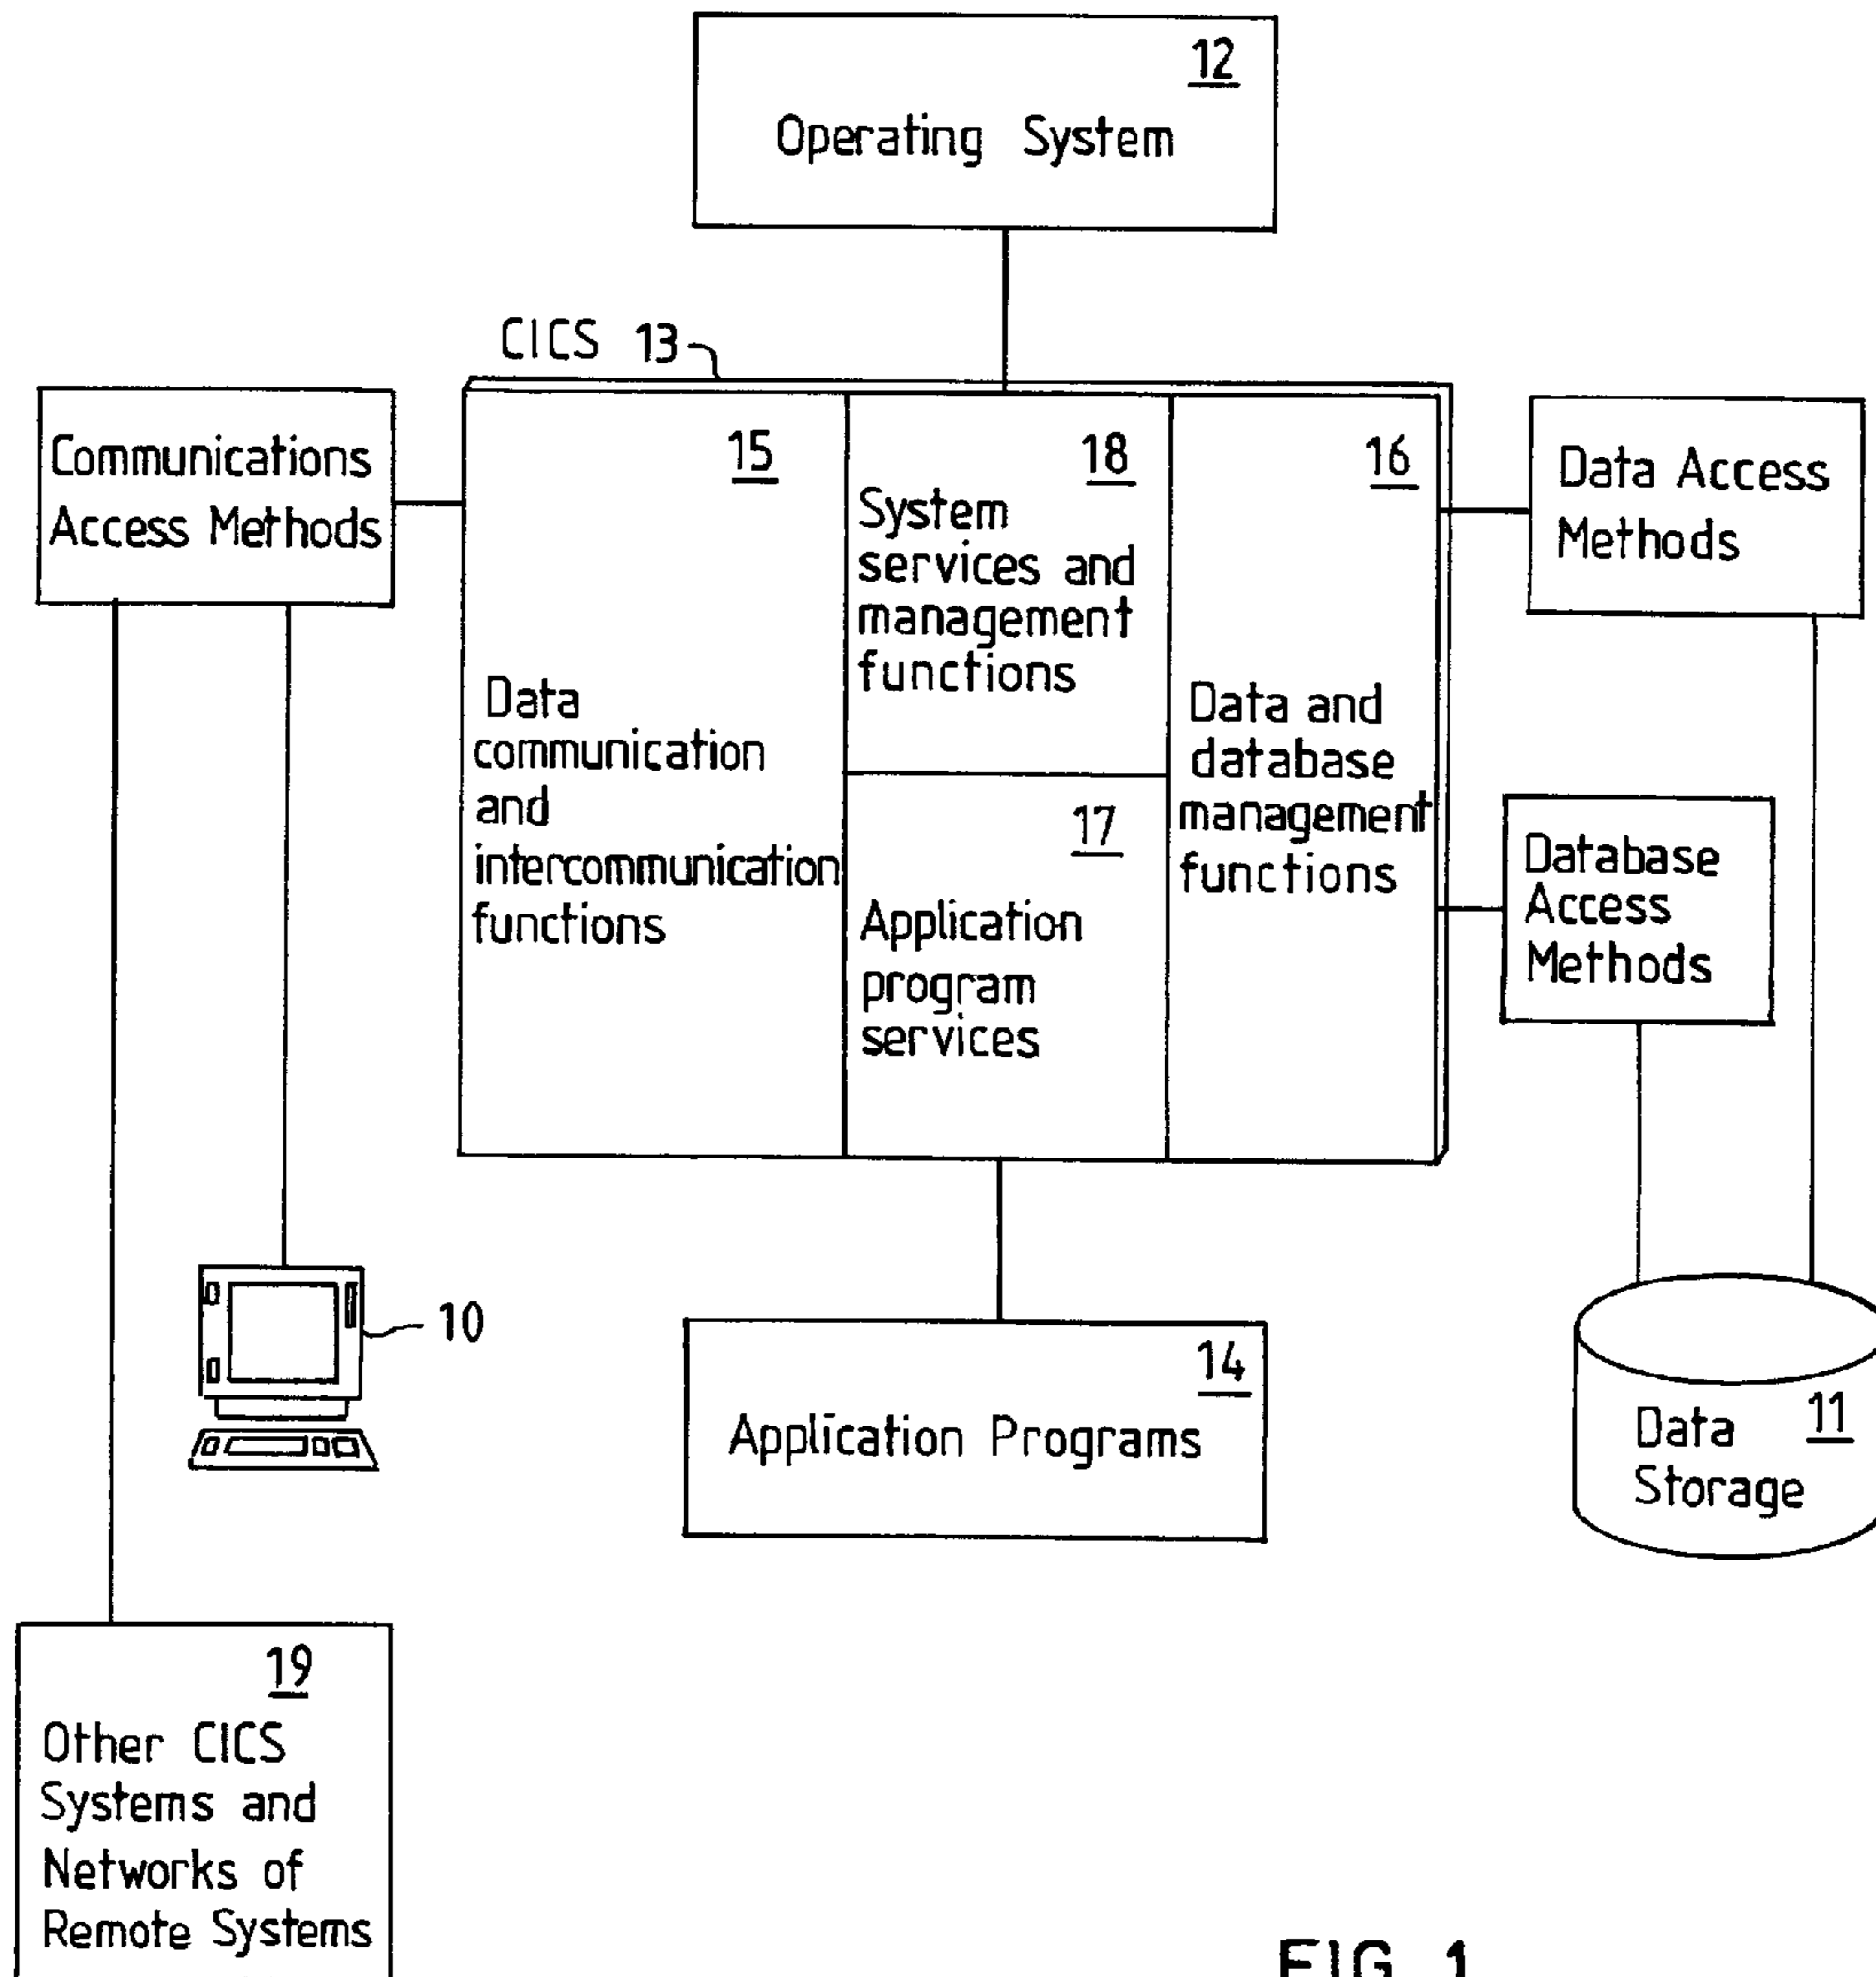 12
Operating System
CICS 13
Communications
Access Methods
15
Data
communication
and
intercommunication
functions
18
System
services and
management
functions
17
Application
program
services
16
Data and
database
management
functions
Data Access
Methods
Database
Access
Methods
10
14
Application Programs
11
Data
Storage
19
Other CICS
Systems and
Networks of
Remote Systems
FIG. 1